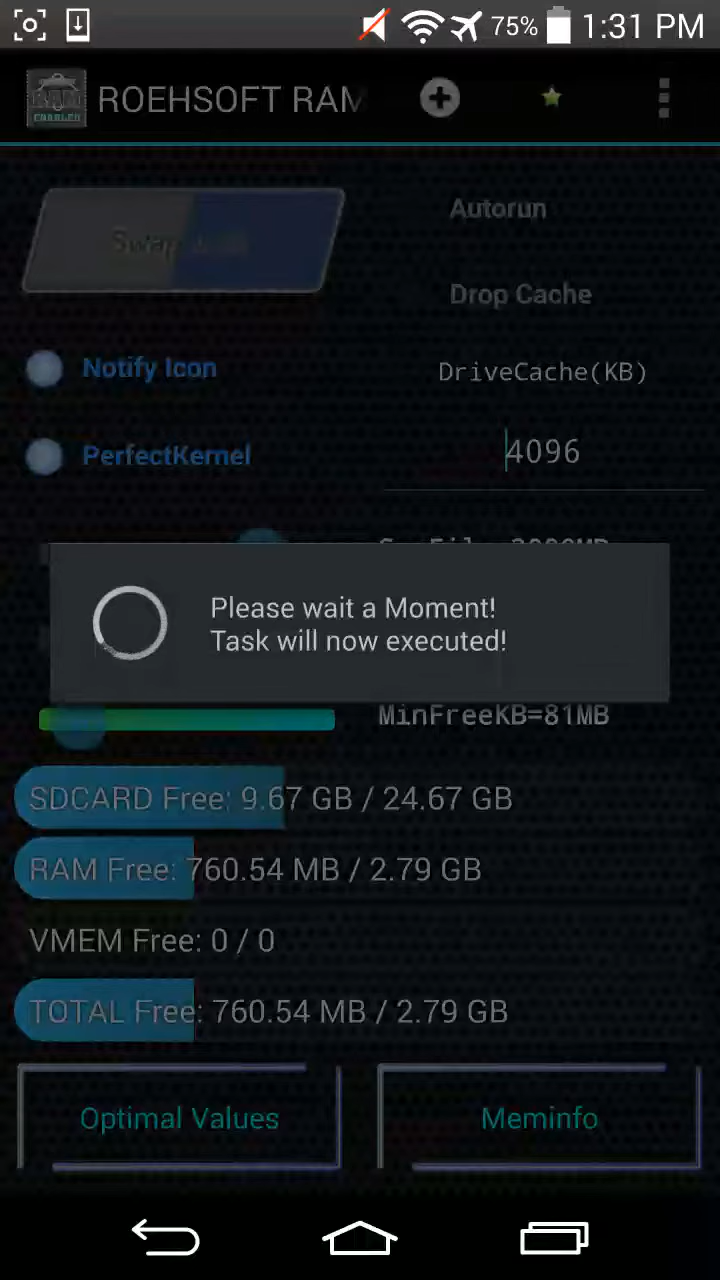 75% 1:31 PM
ROEHSOFT RAM
Autorun
Drop Cache
Notify Icon
DriveCache(KB)
PerfectKernel
4096
Please wait a Moment!
Task will now executed!
MinFreeKB=81MB
SDCARD Free: 9.67 GB / 24.67 GB
RAM Free: 760.54 MB / 2.79 GB
VMEM Free: 0 / 0
TOTAL Free: 760.54 MB / 2.79 GB
Optimal Values
Meminfo